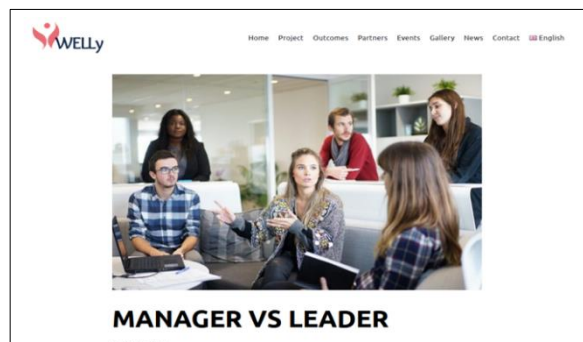 WELLy
Home Project Outcomes Partners Events Gallery News Contact English
MANAGER VS LEADER